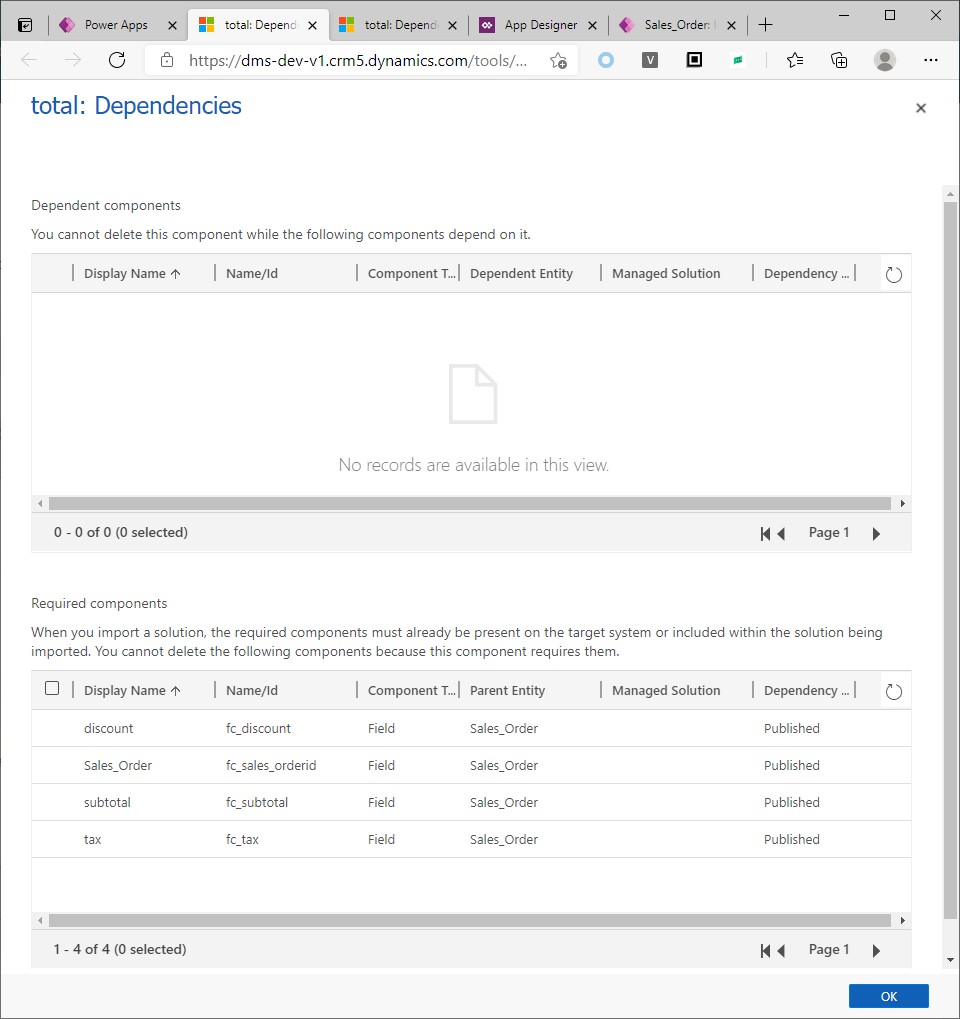 Power Apps
total: Depend
total: Depend
App Designer
Sales_Order:
https://dms-dev-v1.crm5.dynamics.com/tools/...
V
total: Dependencies
Dependent components
You cannot delete this component while the following components depend on it.
Display Name Name/Id Component T... Dependent Entity Managed Solution Dependency ...
No records are available in this view.
0 - 0 of 0 (0 selected) Page 1
Required components
When you import a solution, the required components must already be present on the target system or included within the solution being
imported. You cannot delete the following components because this component requires them.
Display Name Name/Id Component T... Parent Entity Managed Solution Dependency ...
discount fc_discount Field Sales_Order Published
Sales_Order fc_sales_orderid Field Sales_Order Published
subtotal fc_subtotal Field Sales_Order Published
tax fc_tax Field Sales_Order Published
1 - 4 of 4 (0 selected) Page 1
OK